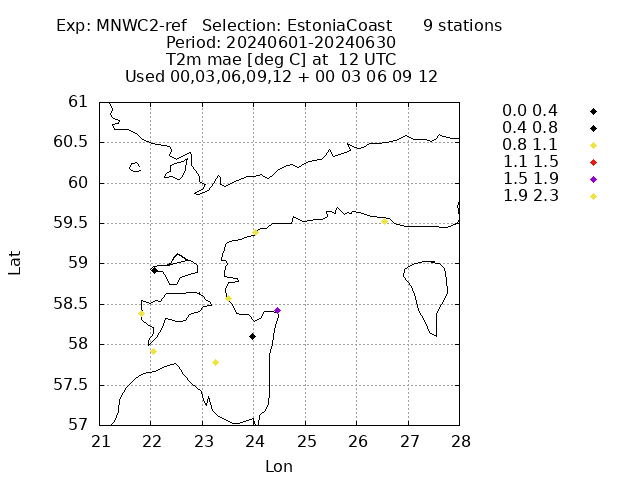 Exp: MNWC2-ref   Selection: EstoniaCoast      9 stations
Period: 20240601-20240630
T2m mae [deg C] at  12 UTC
Used 00,03,06,09,12 + 00 03 06 09 12
61
60.5
60
59.5
59
58.5
58
57.5
57
Lat
21 22 23 24 25 26 27 28
Lon
0.0 0.4
0.4 0.8
0.8 1.1
1.1 1.5
1.5 1.9
1.9 2.3